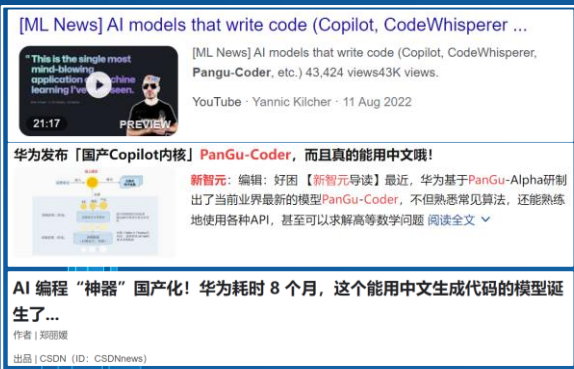 [ML News] AI models that write code (Copilot, CodeWhisperer ...
"This is the single most
mind-blowing
application of machine
learning I've ever seen.
21:17
PREVIEW
[ML News] AI models that write code (Copilot, CodeWhisperer,
Pangu-Coder, etc.) 43,424 views43K views.
YouTube · Yannic Kilcher · 11 Aug 2022
华为发布「国产Copilot内核」PanGu-Coder，而且真的能用中文哦！
新智元：编辑：好困 【新智元导读】最近，华为基于PanGu-Alpha研制
出了当前业界最新的模型PanGu-Coder，不但熟悉常见算法，还能熟练
地使用各种API，甚至可以求解高等数学问题 阅读全文
AI 编程“神器”国产化！华为耗时 8 个月，这个能用中文生成代码的模型诞
生了...
作者 | 郑丽媛
出品 | CSDN（ID：CSDNnews）